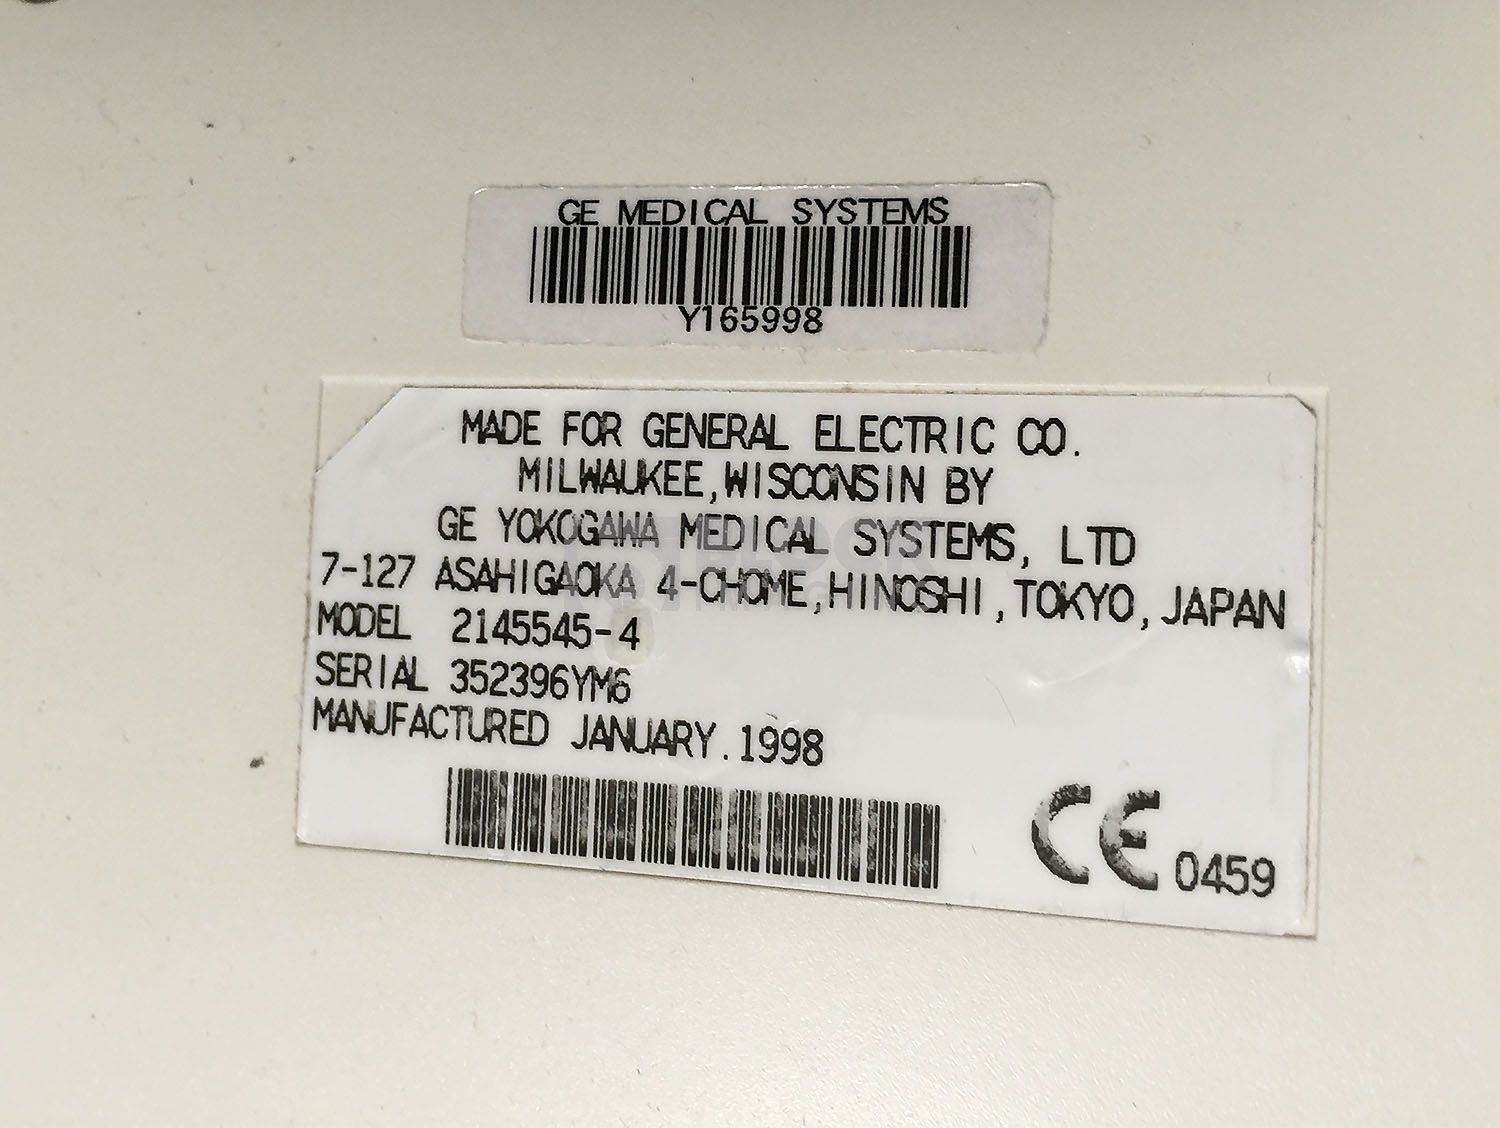 GE MEDICAL SYSTEMS
Y165998
MADE FOR GENERAL ELECTRIC CO.
MILWAUKEE,WISCONSIN BY
GE YOKOGAWA MEDICAL SYSTEMS, LTD
7-127 ASAHIGAOKA 4-CHOME,HINOSHI,TOKYO,JAPAN
MODEL 2145545-4
SERIAL 352396YM6
MANUFACTURED JANUARY.1998
CE 0459